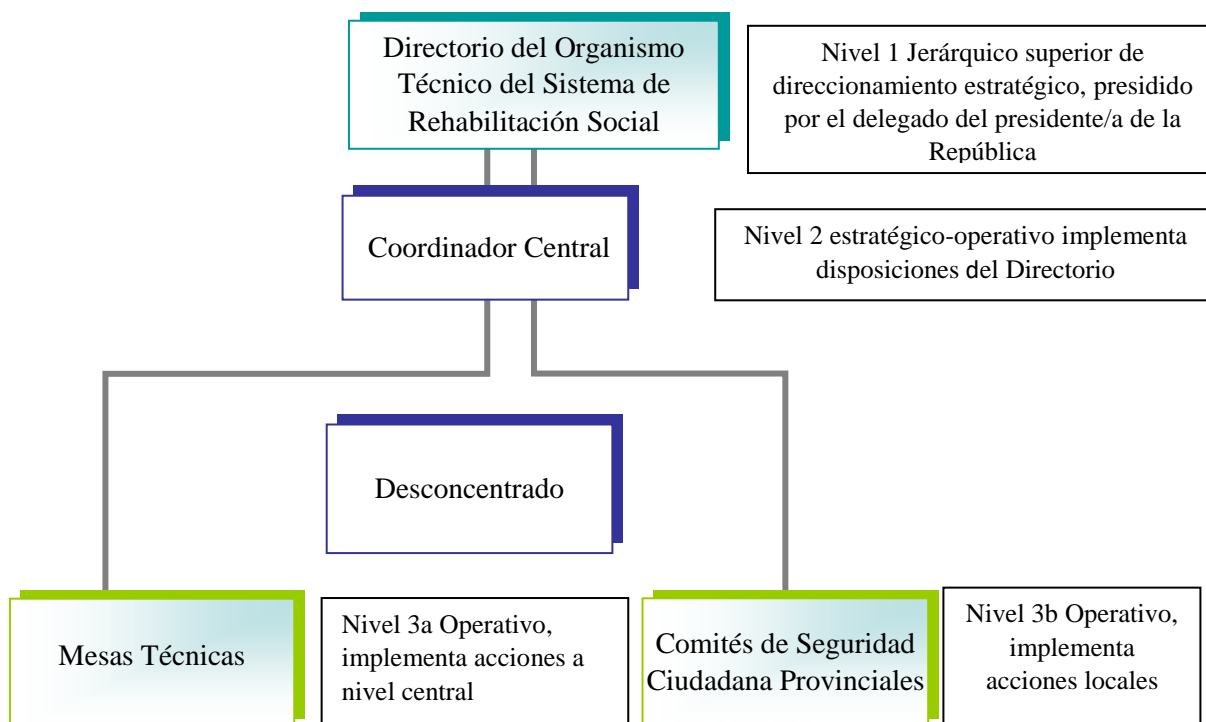 Directorio del Organismo
Técnico del Sistema de
Rehabilitación Social
Nivel 1 Jerárquico superior de
direccionamiento estratégico, presidido
por el delegado del presidente/a de la
República
Coordinador Central
Nivel 2 estratégico-operativo implementa
disposiciones del Directorio
Desconcentrado
Mesas Técnicas
Nivel 3a Operativo,
implementa acciones a
nivel central
Comités de Seguridad
Ciudadana Provinciales
Nivel 3b Operativo,
implementa
acciones locales